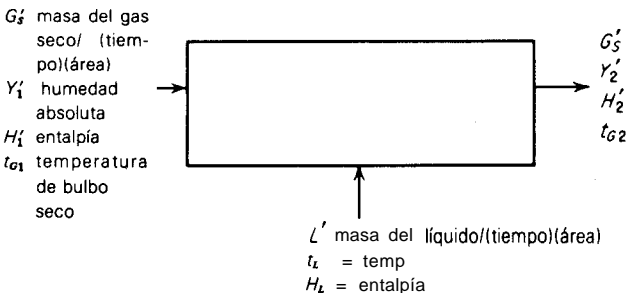 G's masa del gas
seco/ (tiem-
po)(área)
Y'1 humedad
absoluta
H'1 entalpía
tG1 temperatura
de bulbo
seco
G'S
Y'2
H'2
tG2
L' masa del líquido/(tiempo)(área)
tL = temp
HL = entalpía